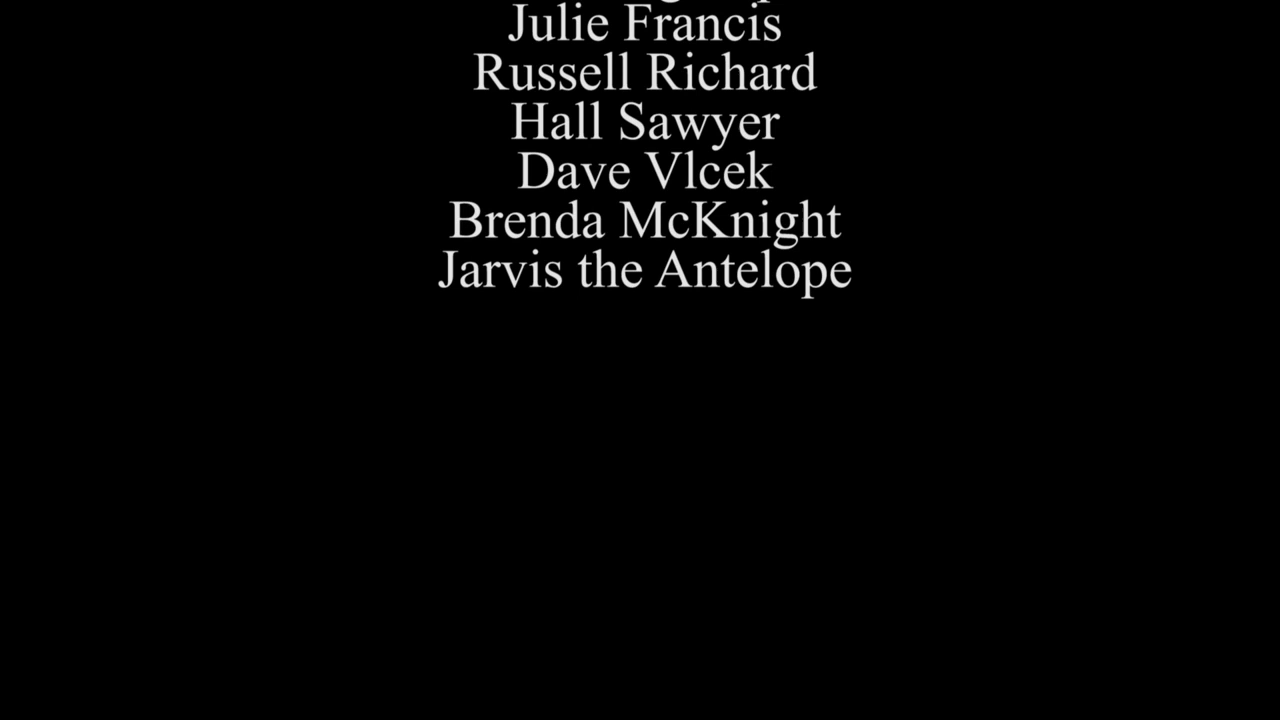 Julie Francis
Russell Richard
Hall Sawyer
Dave Vlcek
Brenda McKnight
Jarvis the Antelope